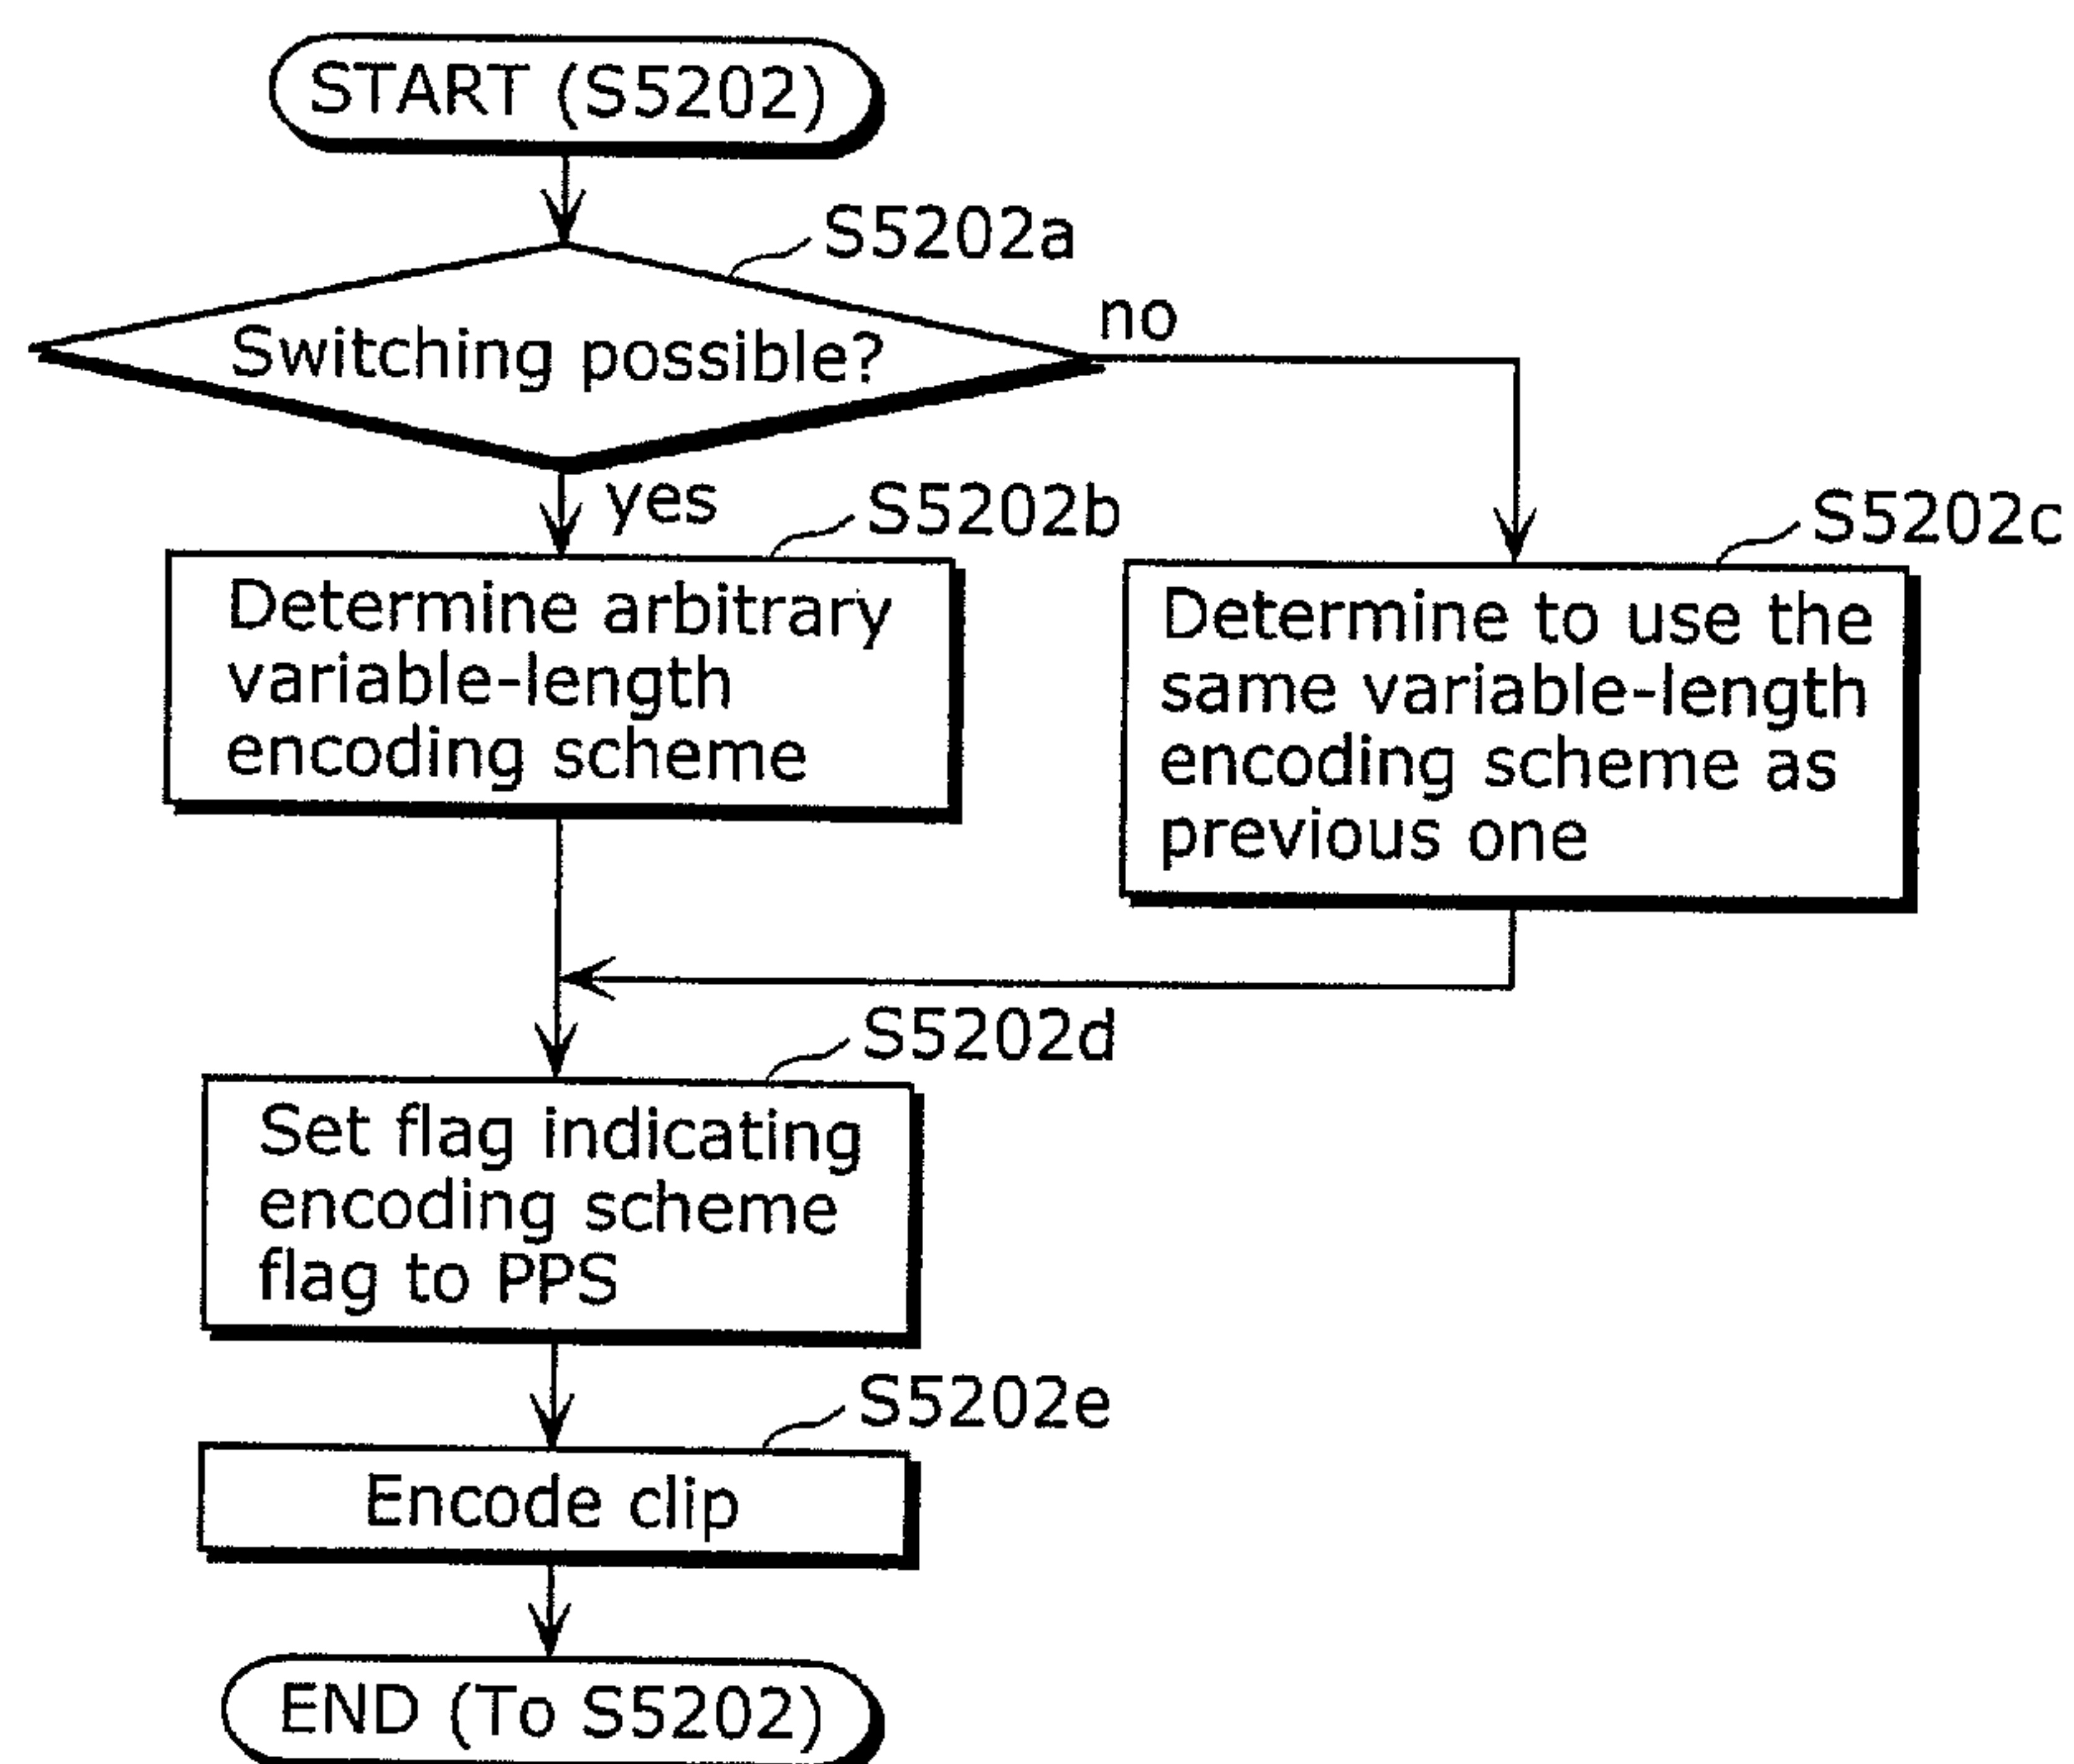 START (S5202)
S5202a
Switching possible?
no
yes
S5202b
Determine arbitrary
variable-length
encoding scheme
S5202c
Determine to use the
same variable-length
encoding scheme as
previous one
S5202d
Set flag indicating
encoding scheme
flag to PPS
S5202e
Encode clip
END (To S5202)